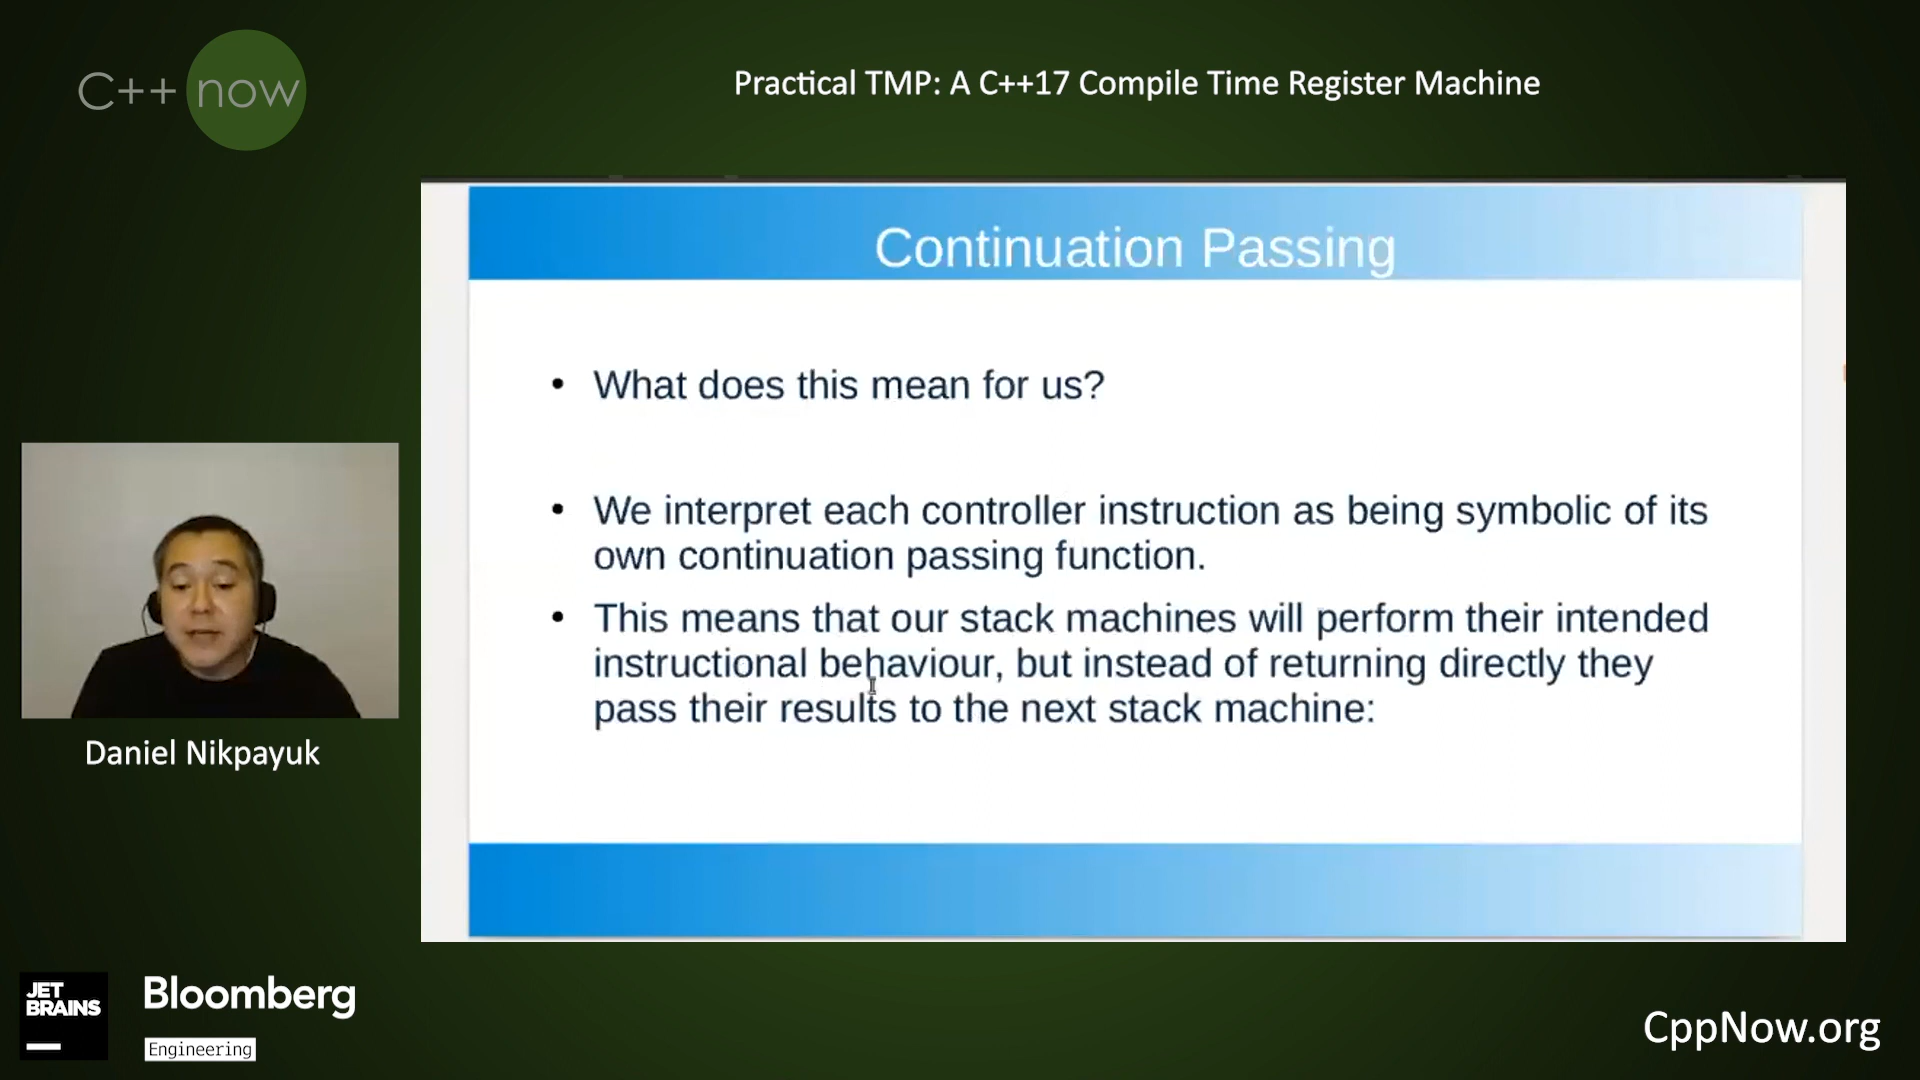 C++ now
Practical TMP: A C++17 Compile Time Register Machine
Continuation Passing
• What does this mean for us?
• We interpret each controller instruction as being symbolic of its
own continuation passing function.
• This means that our stack machines will perform their intended
instructional behaviour, but instead of returning directly they
pass their results to the next stack machine:
Daniel Nikpayuk
JET
BRAINS
Bloomberg
Engineering
CppNow.org